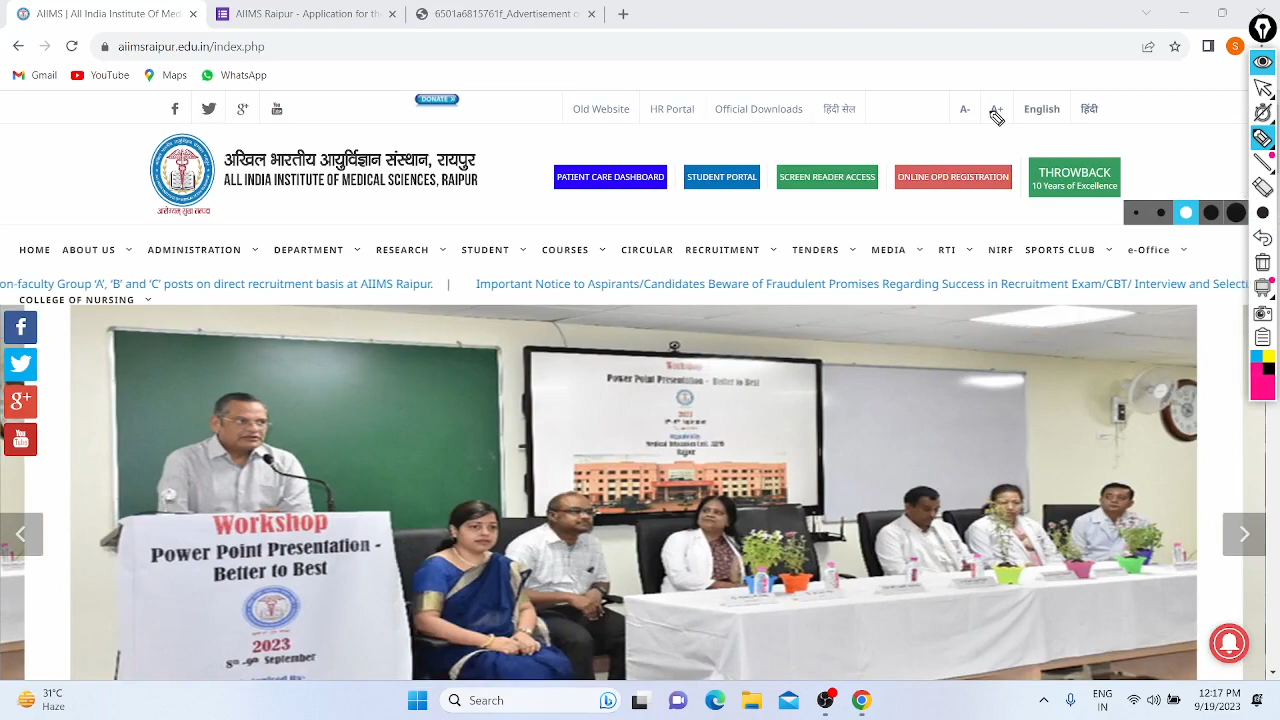 AIIMS | All India Institute of Med
AIIMS Raipur - Application for th
6501a6815761f_Advertisement c
aiimsraipur.edu.in/index.php
S
Gmail
YouTube
Maps
WhatsApp
DONATE
Old Website
HR Portal
Official Downloads
हिंदी सेल
A-
A+
English
हिंदी
अखिल भारतीय आयुर्विज्ञान संस्थान, रायपुर
ALL INDIA INSTITUTE OF MEDICAL SCIENCES, RAIPUR
PATIENT CARE DASHBOARD
STUDENT PORTAL
SCREEN READER ACCESS
ONLINE OPD REGISTRATION
THROWBACK
10 Years of Excellence
HOME ABOUT US ADMINISTRATION DEPARTMENT RESEARCH STUDENT COURSES CIRCULAR RECRUITMENT TENDERS MEDIA RTI NIRF SPORTS CLUB e-Office
on-faculty Group ‘A’, ‘B’ and ‘C’ posts on direct recruitment basis at AIIMS Raipur. | Important Notice to Aspirants/Candidates Beware of Fraudulent Promises Regarding Success in Recruitment Exam/CBT/ Interview and Selecti
COLLEGE OF NURSING
Workshop
Power Point Presentation - Better to Best
2023
Raipur
Workshop
Power Point Presentation -
Better to Best
2023
8th -9th September
31°C
Haze
Search
ENG
IN
12:17 PM
9/19/2023